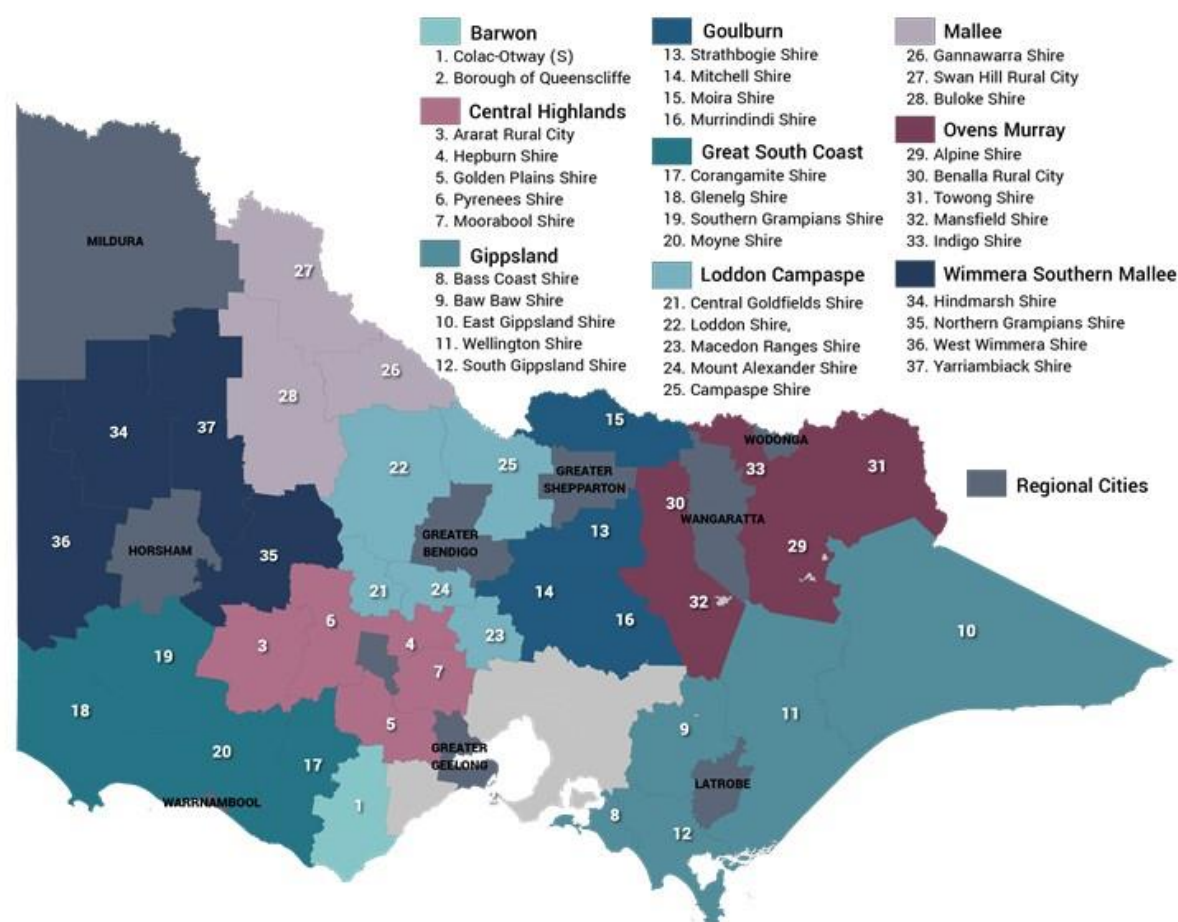 Barwon
1. Colac-Otway (S)
2. Borough of Queenscliffe
Central Highlands
3. Ararat Rural City
4. Hepburn Shire
5. Golden Plains Shire
6. Pyrenees Shire
7. Moorabool Shire
Gippsland
8. Bass Coast Shire
9. Baw Baw Shire
10. East Gippsland Shire
11. Wellington Shire
12. South Gippsland Shire
Goulburn
13. Strathbogie Shire
14. Mitchell Shire
15. Moira Shire
16. Murrindindi Shire
Great South Coast
17. Corangamite Shire
18. Glenelg Shire
19. Southern Grampians Shire
20. Moyne Shire
Loddon Campaspe
21. Central Goldfields Shire
22. Loddon Shire,
23. Macedon Ranges Shire
24. Mount Alexander Shire
25. Campaspe Shire
Mallee
26. Gannawarra Shire
27. Swan Hill Rural City
28. Buloke Shire
Ovens Murray
29. Alpine Shire
30. Benalla Rural City
31. Towong Shire
32. Mansfield Shire
33. Indigo Shire
Wimmera Southern Mallee
34. Hindmarsh Shire
35. Northern Grampians Shire
36. West Wimmera Shire
37. Yarriambiack Shire
Regional Cities
MILDURA
27
26
28
37
34
15
WODONGA
33
31
22
25
GREATER
SHEPPARTON
30
WANGARATTA
13
36
HORSHAM
35
GREATER
BENDIGO
29
21
24
14
32
16
6
4
3
23
10
19
7
18
5
9
11
20
17
GREATER
GEELONG
LATROBE
WARRNAMBOOL
1
2
8
12